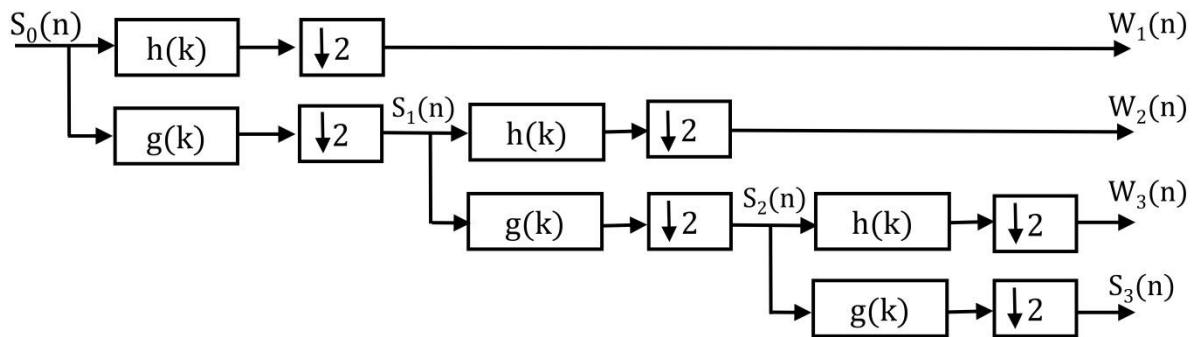 S₀(n) h(k) ↓2 W₁(n)
g(k) ↓2 S₁(n) h(k) ↓2 W₂(n)
g(k) ↓2 S₂(n) h(k) ↓2 W₃(n)
g(k) ↓2 S₃(n)